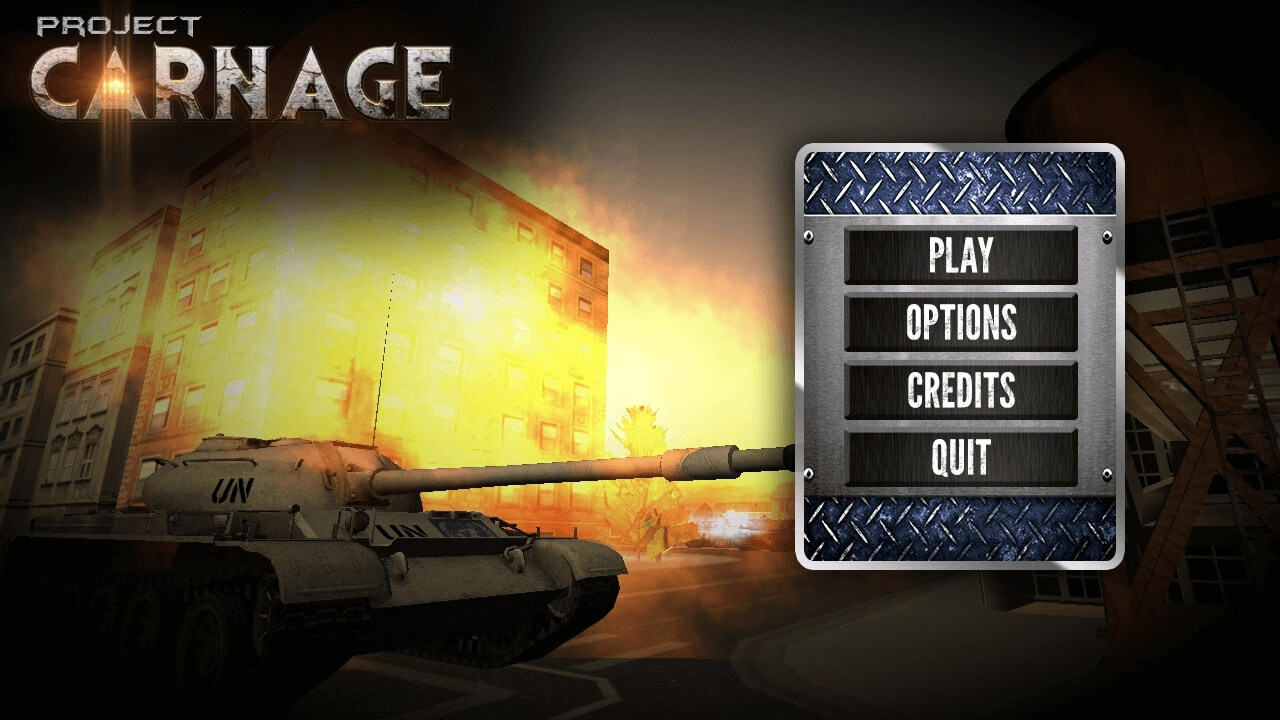 PROJECT
CARNAGE
PLAY
OPTIONS
CREDITS
QUIT
UN
UN